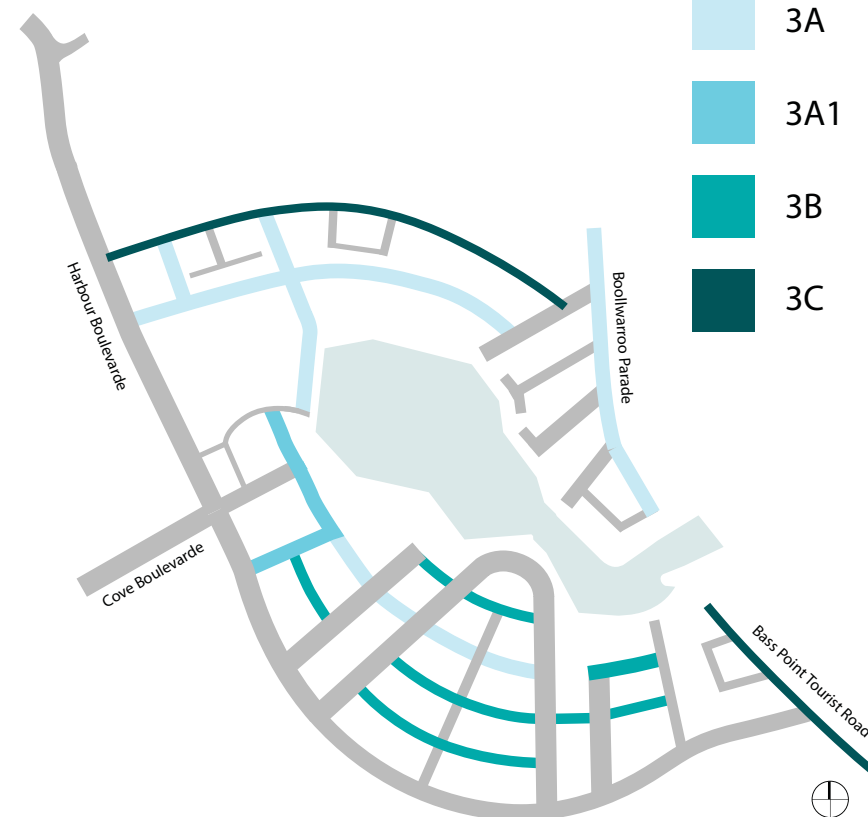 3A
3A1
3B
3C
Harbour Boulevarde
Boollwarroo Parade
Cove Boulevarde
Bass Point Tourist Road